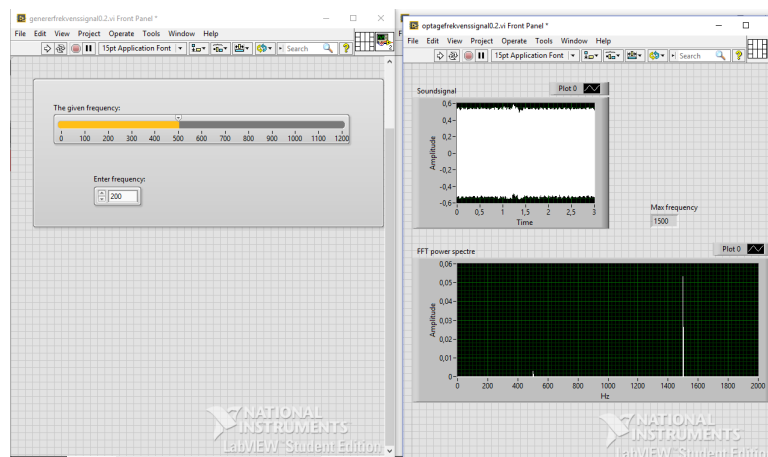 generefrekvenssignal0.2.vi Front Panel *
File Edit View Project Operate Tools Window Help
15pt Application Font Search
The given frequency:
0 100 200 300 400 500 600 700 800 900 1000 1100 1200
Enter frequency:
200
NATIONAL
INSTRUMENTS
LabVIEW Student Edition
optagefrekvenssignal0.2.vi Front Panel *
File Edit View Project Operate Tools Window Help
15pt Application Font Search
Soundsignal
Plot 0
Amplitude
0,6
0,4
0,2
0
-0,2
-0,4
-0,6
0 0,5 1 1,5 2 2,5 3
Time
Max frequency
1500
FFT power spectre
Plot 0
Amplitude
0,06
0,05
0,04
0,03
0,02
0,01
0
0 200 400 600 800 1000 1200 1400 1600 1800 2000
Hz
NATIONAL
INSTRUMENTS
LabVIEW Student Edition